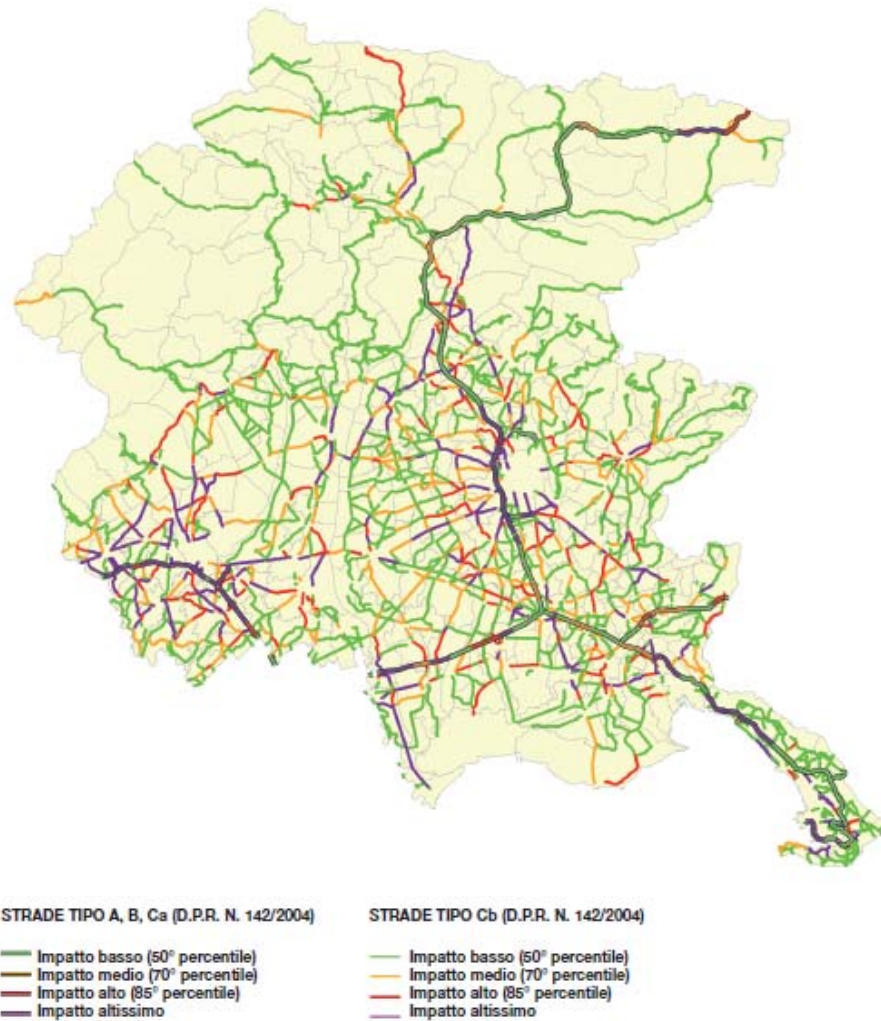 STRADE TIPO A, B, Ca (D.P.R. N. 142/2004)
Impatto basso (50° percentile)
Impatto medio (70° percentile)
Impatto alto (85° percentile)
Impatto altissimo
STRADE TIPO Cb (D.P.R. N. 142/2004)
Impatto basso (50° percentile)
Impatto medio (70° percentile)
Impatto alto (85° percentile)
Impatto altissimo